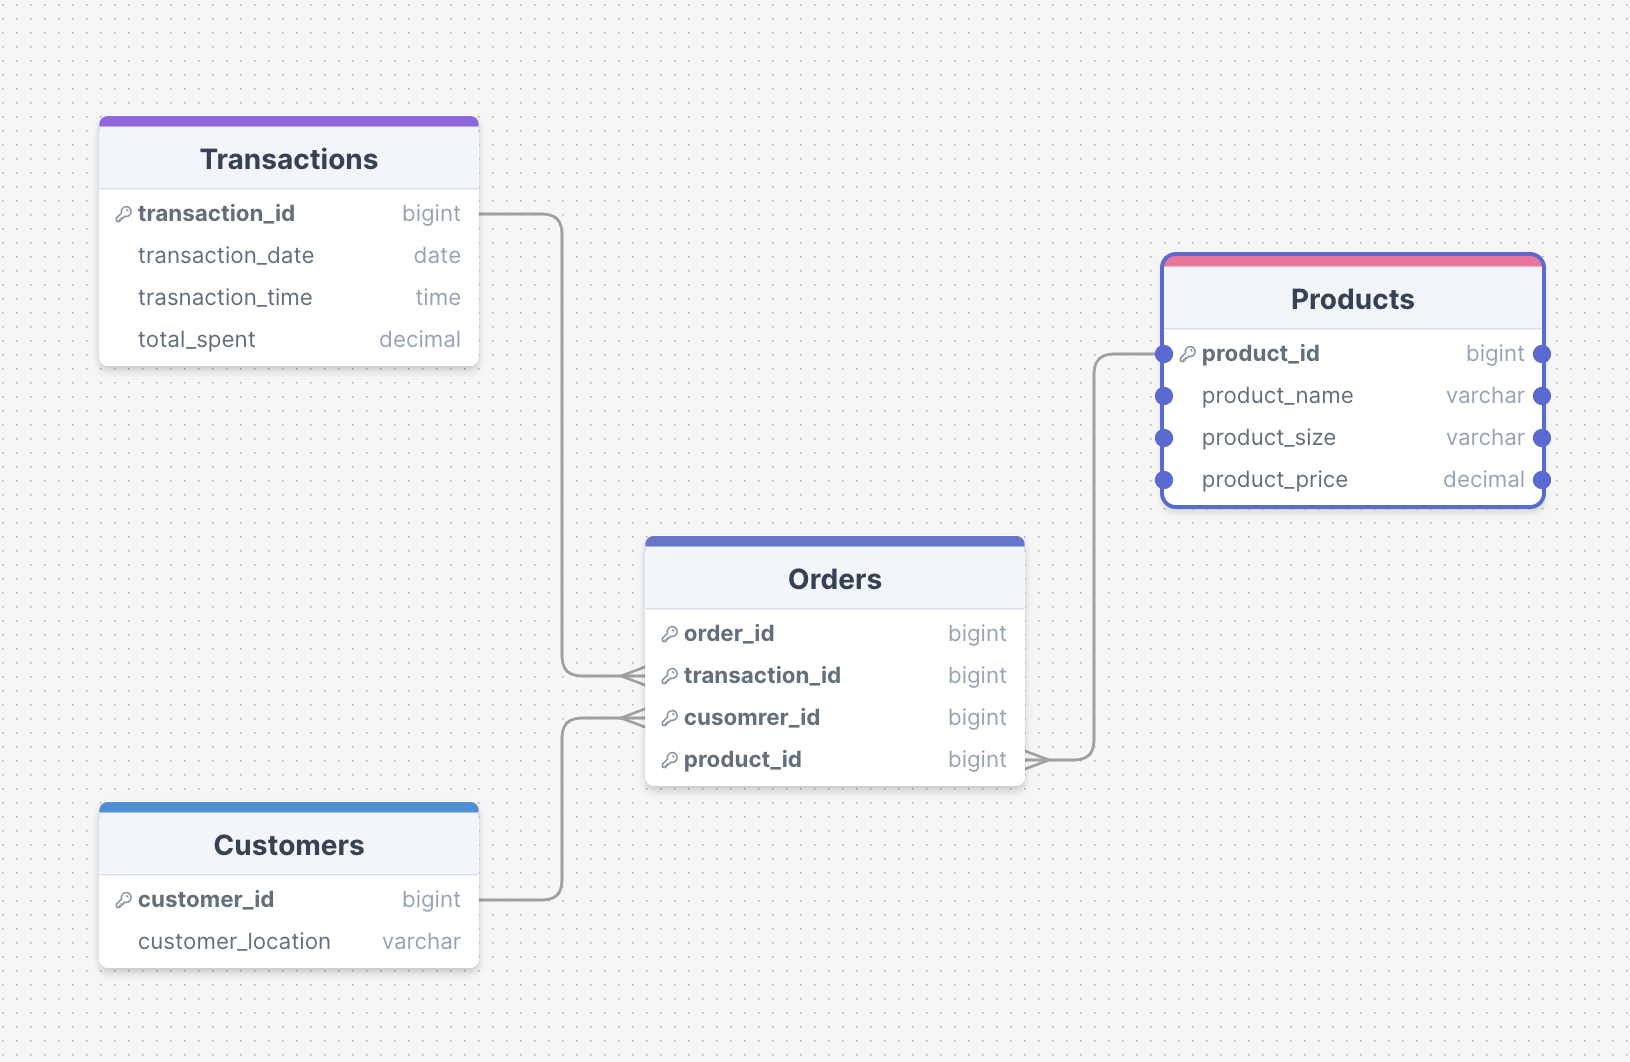 Transactions
transaction_id bigint
transaction_date date
trasnaction_time time
total_spent decimal
Products
product_id bigint
product_name varchar
product_size varchar
product_price decimal
Orders
order_id bigint
transaction_id bigint
cusomrer_id bigint
product_id bigint
Customers
customer_id bigint
customer_location varchar